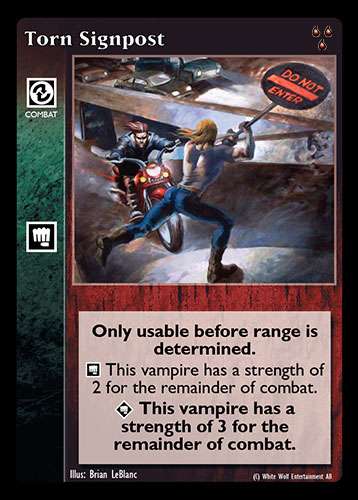 Torn Signpost
COMBAT
DO NOT
ENTER
Only usable before range is
determined.
This vampire has a strength of
2 for the remainder of combat.
This vampire has a
strength of 3 for the
remainder of combat.
Illus: Brian LeBlanc
(C) White Wolf Entertainment AB